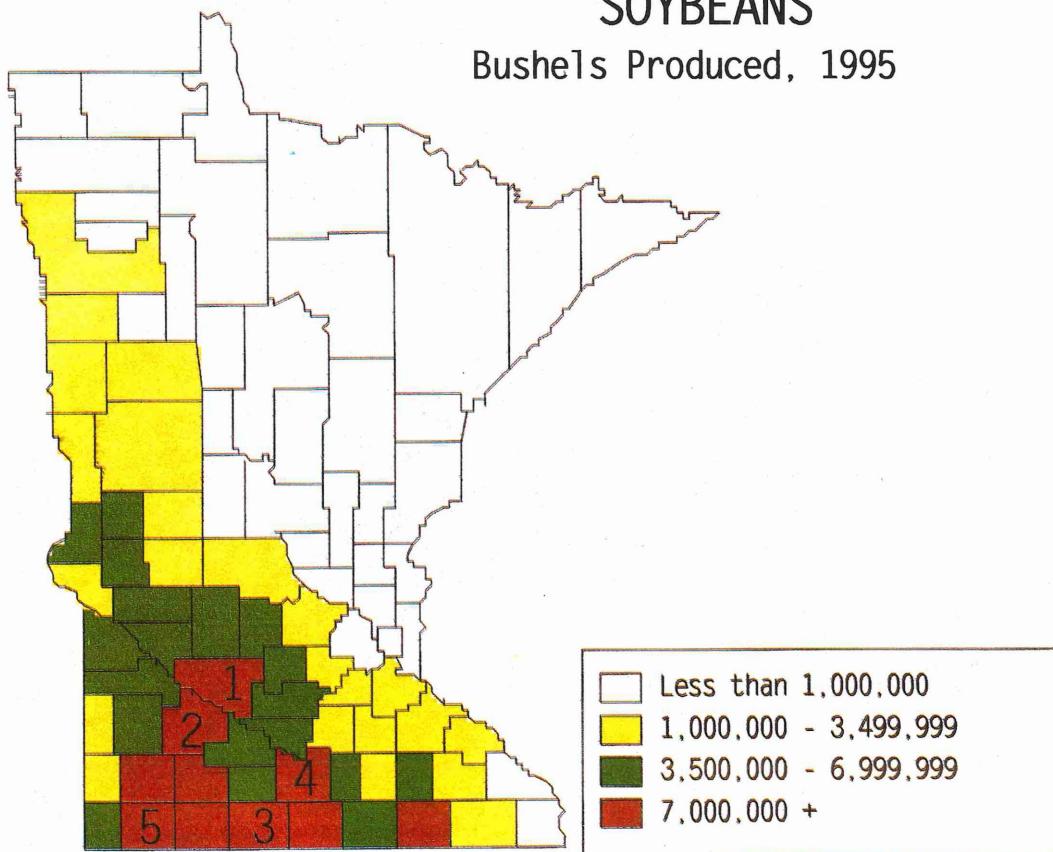 SOYBEANS
Bushels Produced, 1995
1
2
4
5
3
Less than 1,000,000
1,000,000 - 3,499,999
3,500,000 - 6,999,999
7,000,000 +